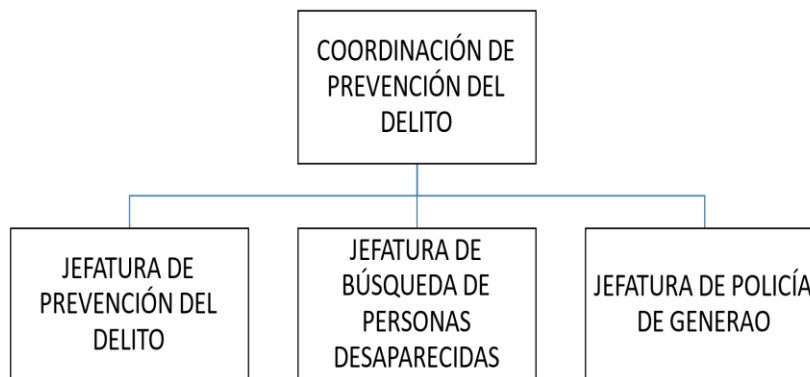 COORDINACIÓN DE
PREVENCIÓN DEL
DELITO
JEFATURA DE
PREVENCIÓN DEL
DELITO
JEFATURA DE
BÚSQUEDA DE
PERSONAS
DESAPARECIDAS
JEFATURA DE POLICÍA
DE GENERAO